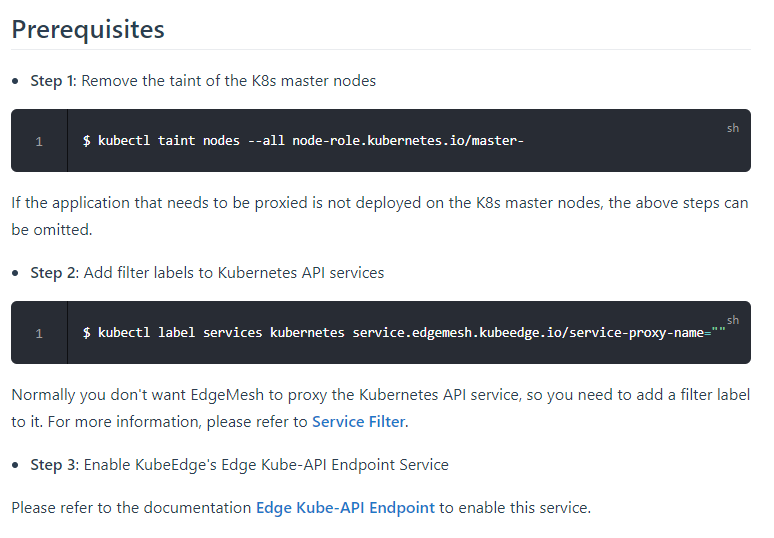 Prerequisites
• Step 1: Remove the taint of the K8s master nodes
sh
1 $ kubectl taint nodes --all node-role.kubernetes.io/master-
If the application that needs to be proxied is not deployed on the K8s master nodes, the above steps can
be omitted.
• Step 2: Add filter labels to Kubernetes API services
sh
1 $ kubectl label services kubernetes service.edgemesh.kubeedge.io/service-proxy-name=""
Normally you don't want EdgeMesh to proxy the Kubernetes API service, so you need to add a filter label
to it. For more information, please refer to Service Filter.
• Step 3: Enable KubeEdge's Edge Kube-API Endpoint Service
Please refer to the documentation Edge Kube-API Endpoint to enable this service.